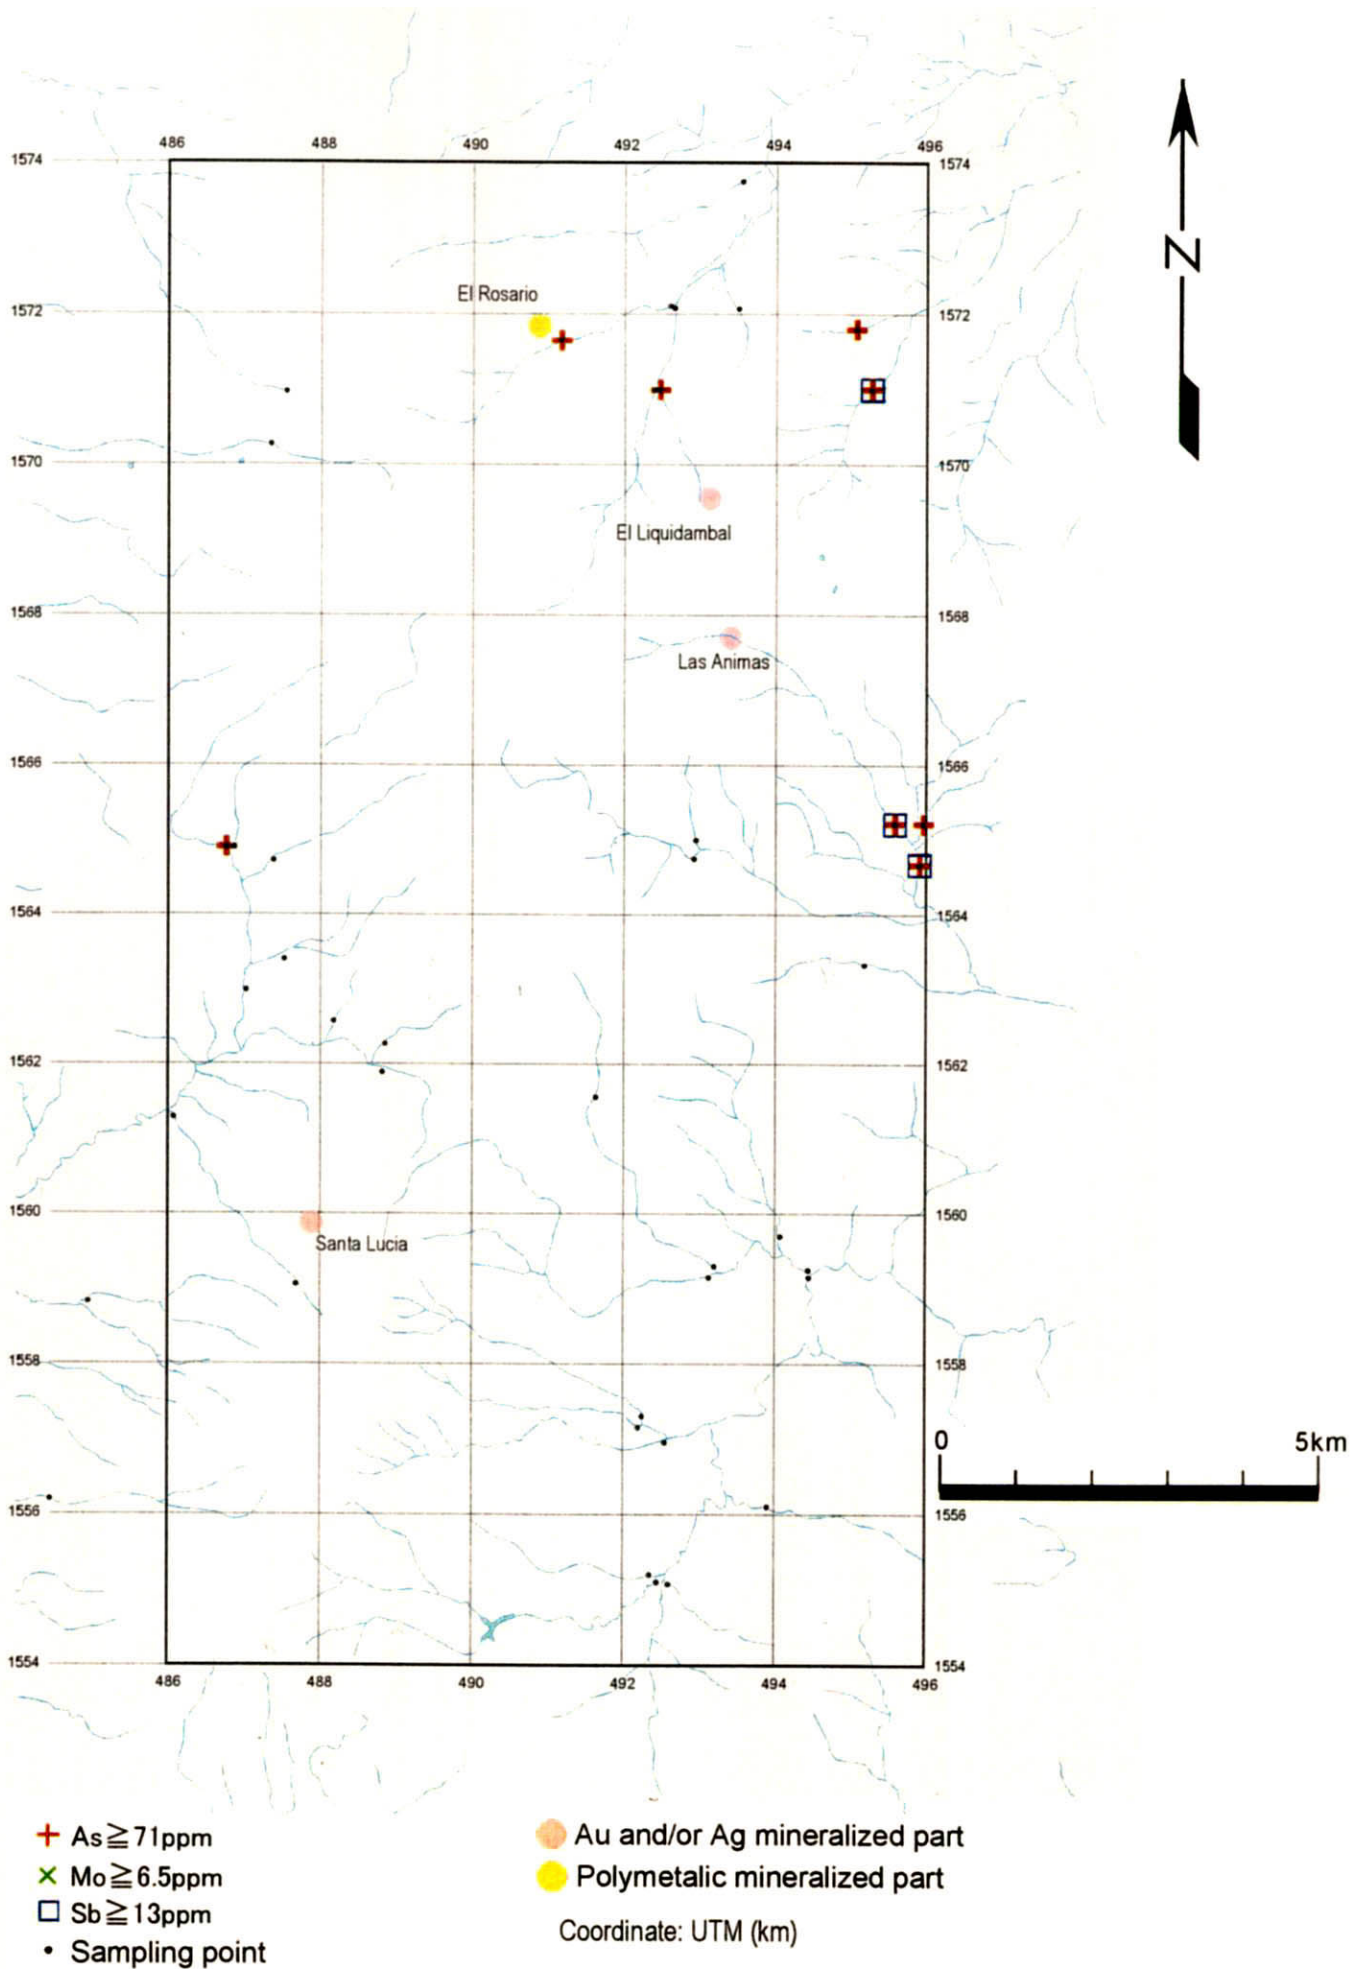 486 488 490 492 494 496
1574 1574
El Rosario
1572 1572
1570 1570
El Liquidambal
1568 1568
Las Animas
1566 1566
1564 1564
1562 1562
1560 1560
Santa Lucia
1558 1558
0 5km
1556 1556
1554 1554
486 488 490 492 494 496
N
As≧71ppm
Mo≧6.5ppm
Sb≧13ppm
Sampling point
Au and/or Ag mineralized part
Polymetalic mineralized part
Coordinate: UTM (km)